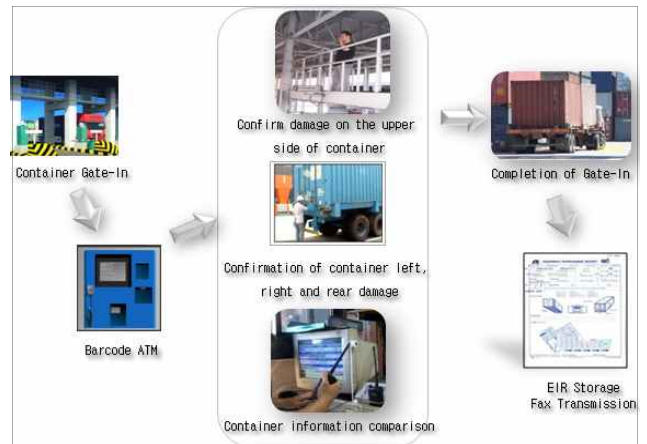 Container Gate-In
Barcode ATM
Confirm damage on the upper
side of container
Confirmation of container left,
right and rear damage
Container information comparison
Completion of Gate-In
EIR Storage
Fax Transmission